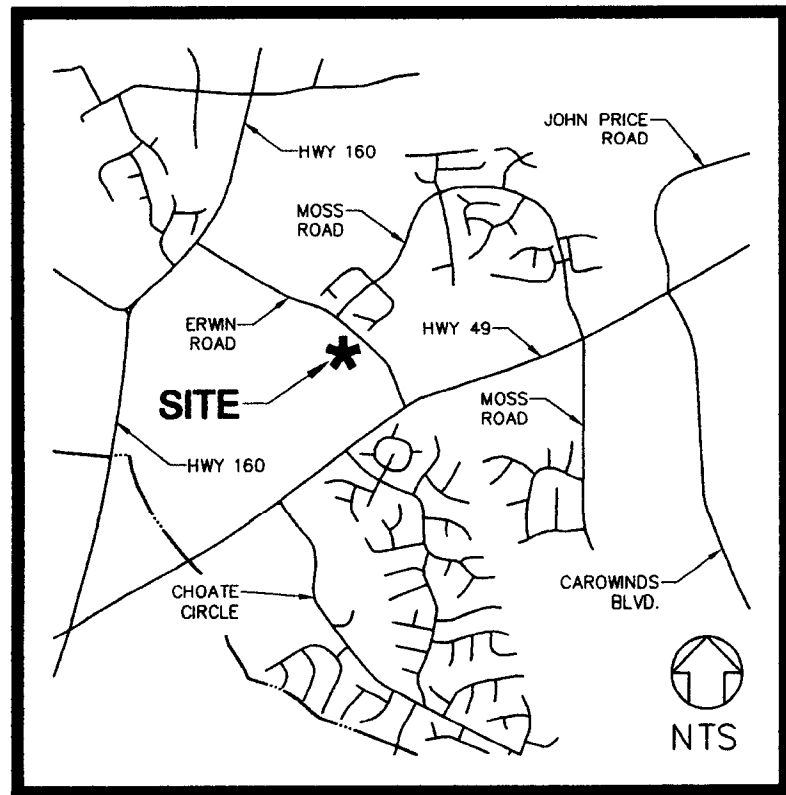 HWY 160
JOHN PRICE
ROAD
MOSS
ROAD
ERWIN
ROAD
HWY 49
SITE
MOSS
ROAD
HWY 160
CHOATE
CIRCLE
CAROWINDS
BLVD.
NTS